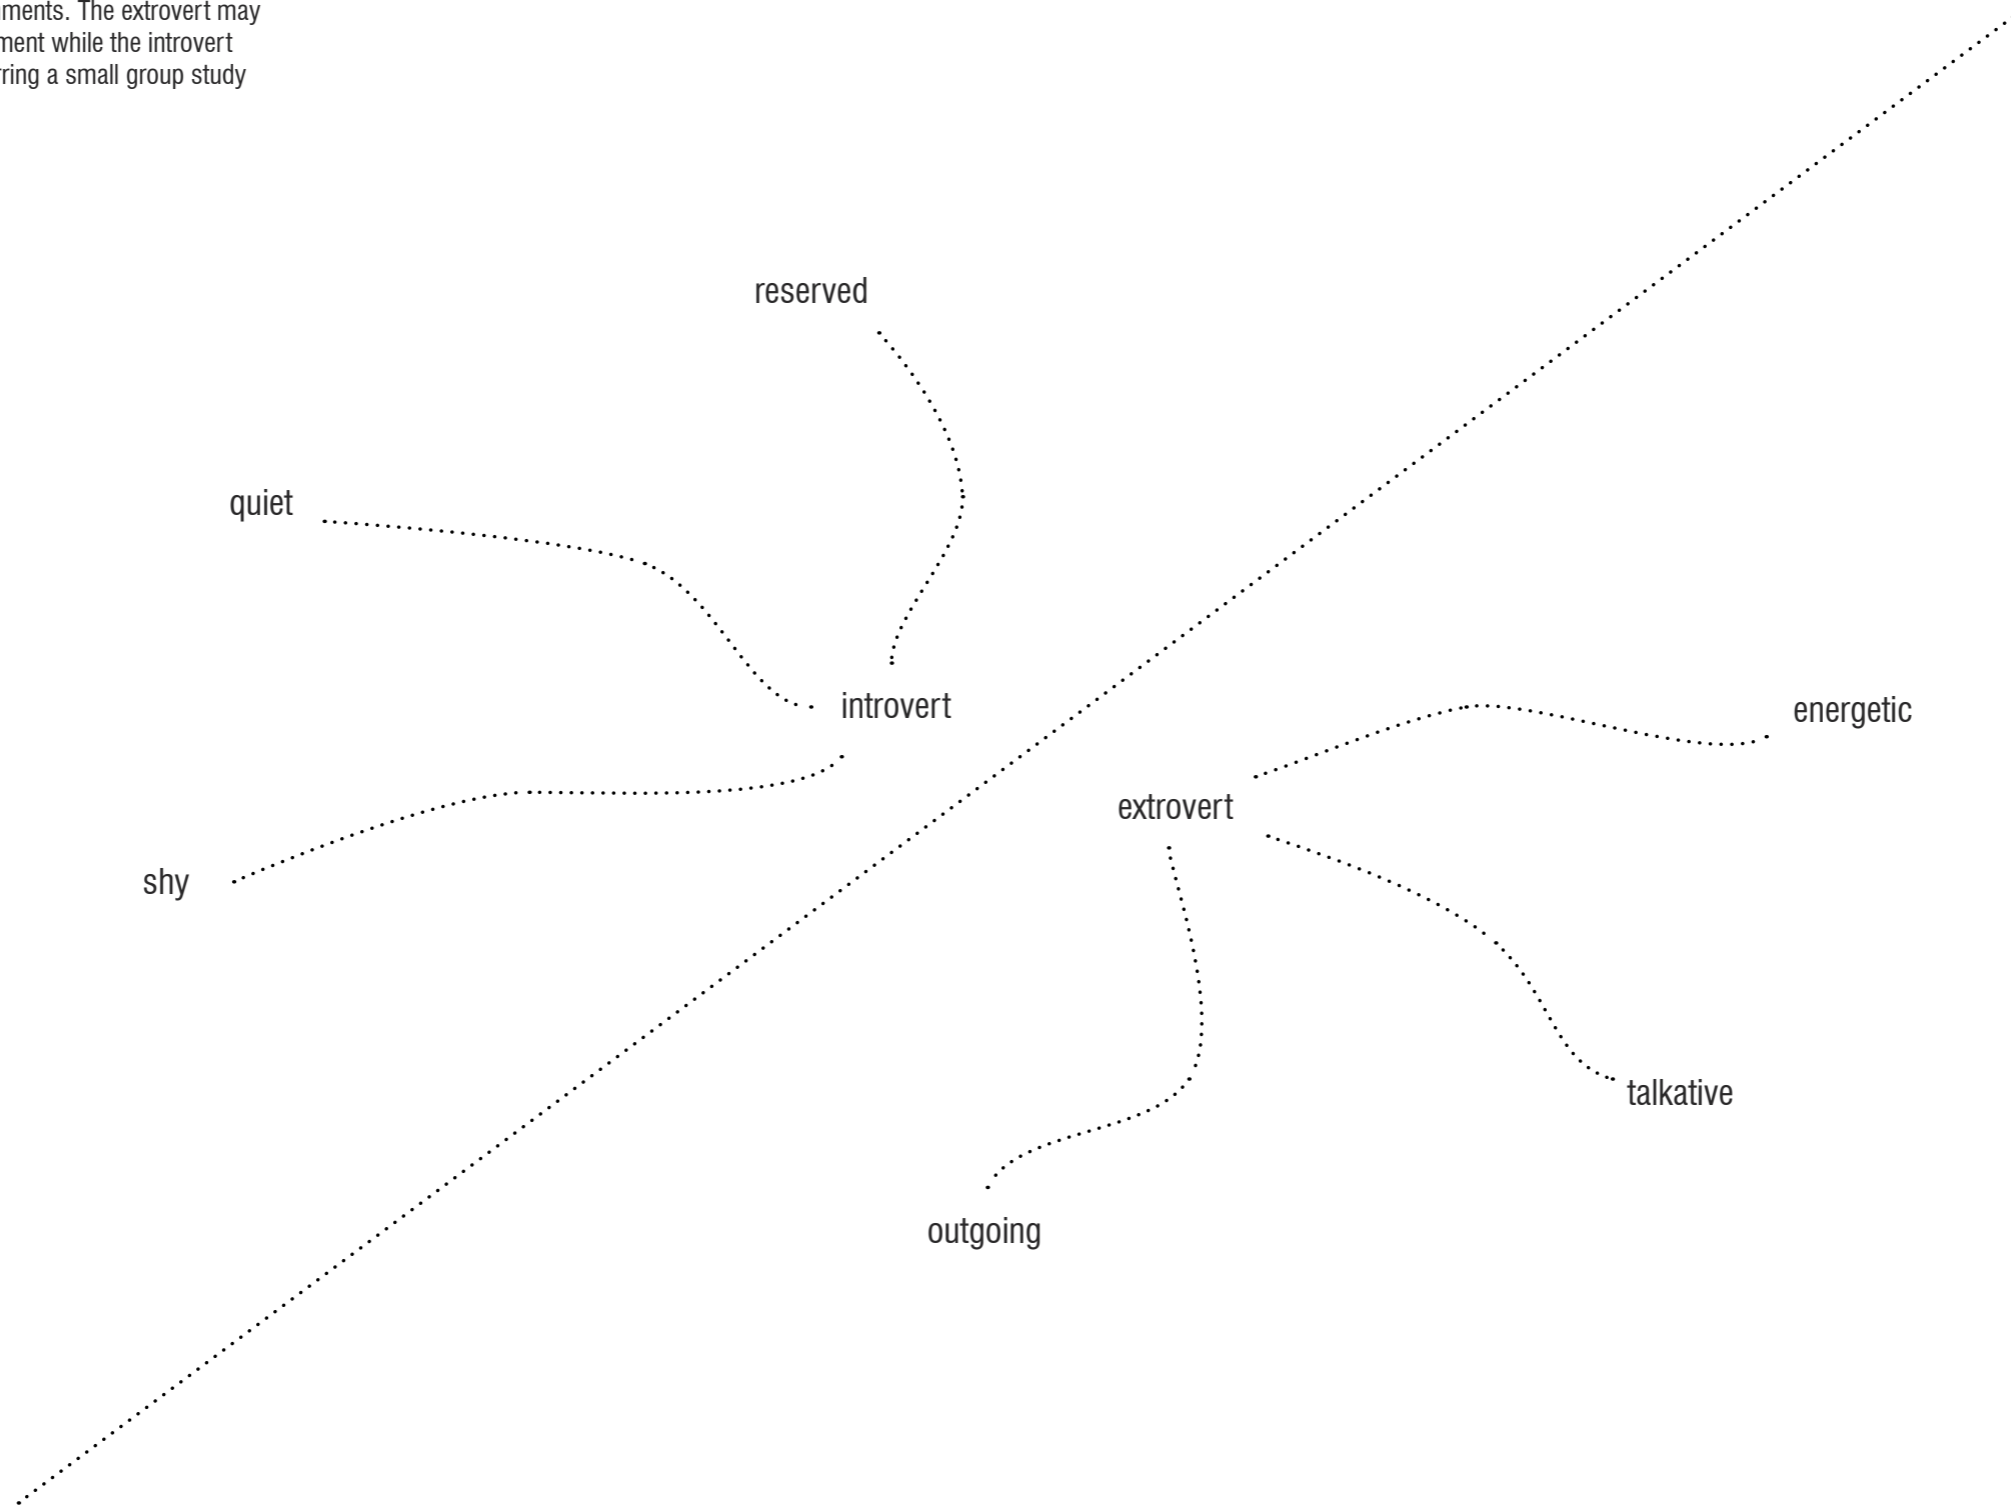 ments. The extrovert may
ment while the introvert
rring a small group study
reserved
quiet
introvert
energetic
extrovert
shy
talkative
outgoing